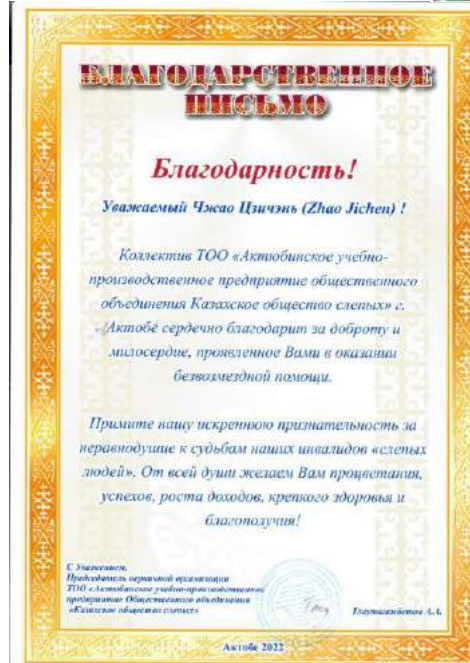 БЛАГОДАРСТВЕННОЕ
ПИСЬМО
Благодарность!
Уважаемый Чжао Цзичэнь (Zhao Jichen) !
Коллектив ТОО «Актюбинское учебно-
производственное предприятие общественного
объединения Казахское общество слепых» г.
Актобе сердечно благодарит за доброту и
милосердие, проявленное Вами в оказании
безвозмездной помощи.
Примите нашу искреннюю признательность за
неравнодушие к судьбам наших инвалидов «слепых
людей». От всей души желаем Вам процветания,
успехов, роста доходов, крепкого здоровья и
благополучия!
С Уважением,
Председатель первичной организации
ТОО «Актюбинское учебно-производственное
предприятие Общественного объединения
«Казахское общество слепых»
Актобе 2022